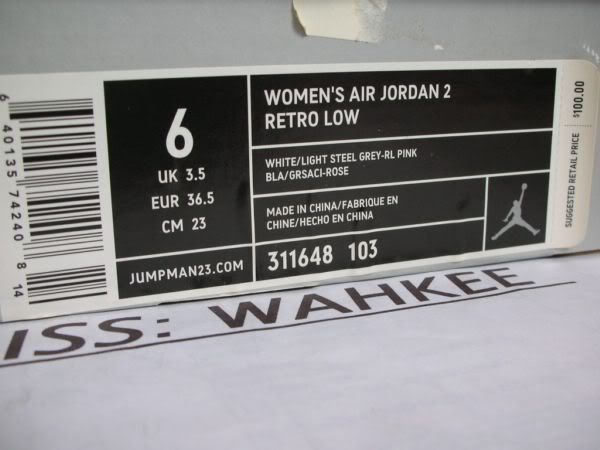 6 40135 74240 8 14
6
UK 3.5
EUR 36.5
CM 23
JUMPMAN23.COM
WOMEN'S AIR JORDAN 2
RETRO LOW
WHITE/LIGHT STEEL GREY-RL PINK
BLA/GRSACI-ROSE
MADE IN CHINA/FABRIQUE EN
CHINE/HECHO EN CHINA
311648 103
SUGGESTED RETAIL PRICE $100.00
ISS: WAHKEE